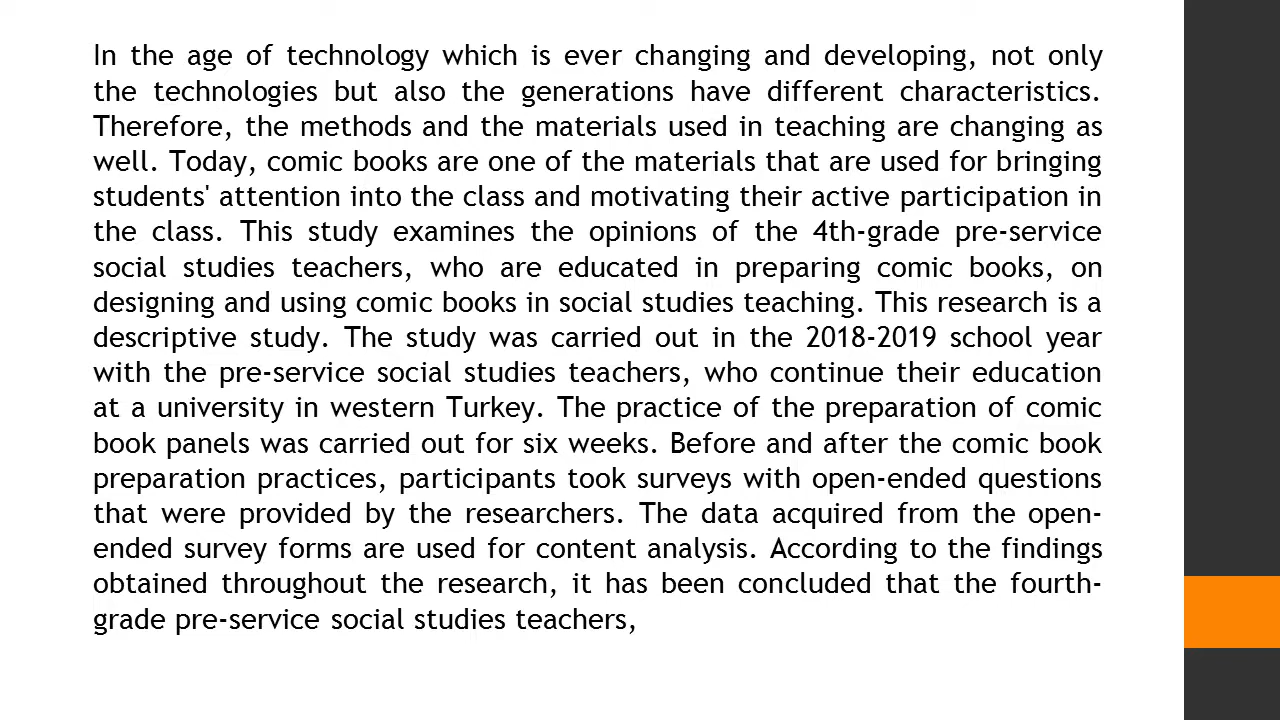 In the age of technology which is ever changing and developing, not only
the technologies but also the generations have different characteristics.
Therefore, the methods and the materials used in teaching are changing as
well. Today, comic books are one of the materials that are used for bringing
students' attention into the class and motivating their active participation in
the class. This study examines the opinions of the 4th-grade pre-service
social studies teachers, who are educated in preparing comic books, on
designing and using comic books in social studies teaching. This research is a
descriptive study. The study was carried out in the 2018-2019 school year
with the pre-service social studies teachers, who continue their education
at a university in western Turkey. The practice of the preparation of comic
book panels was carried out for six weeks. Before and after the comic book
preparation practices, participants took surveys with open-ended questions
that were provided by the researchers. The data acquired from the open-
ended survey forms are used for content analysis. According to the findings
obtained throughout the research, it has been concluded that the fourth-
grade pre-service social studies teachers,